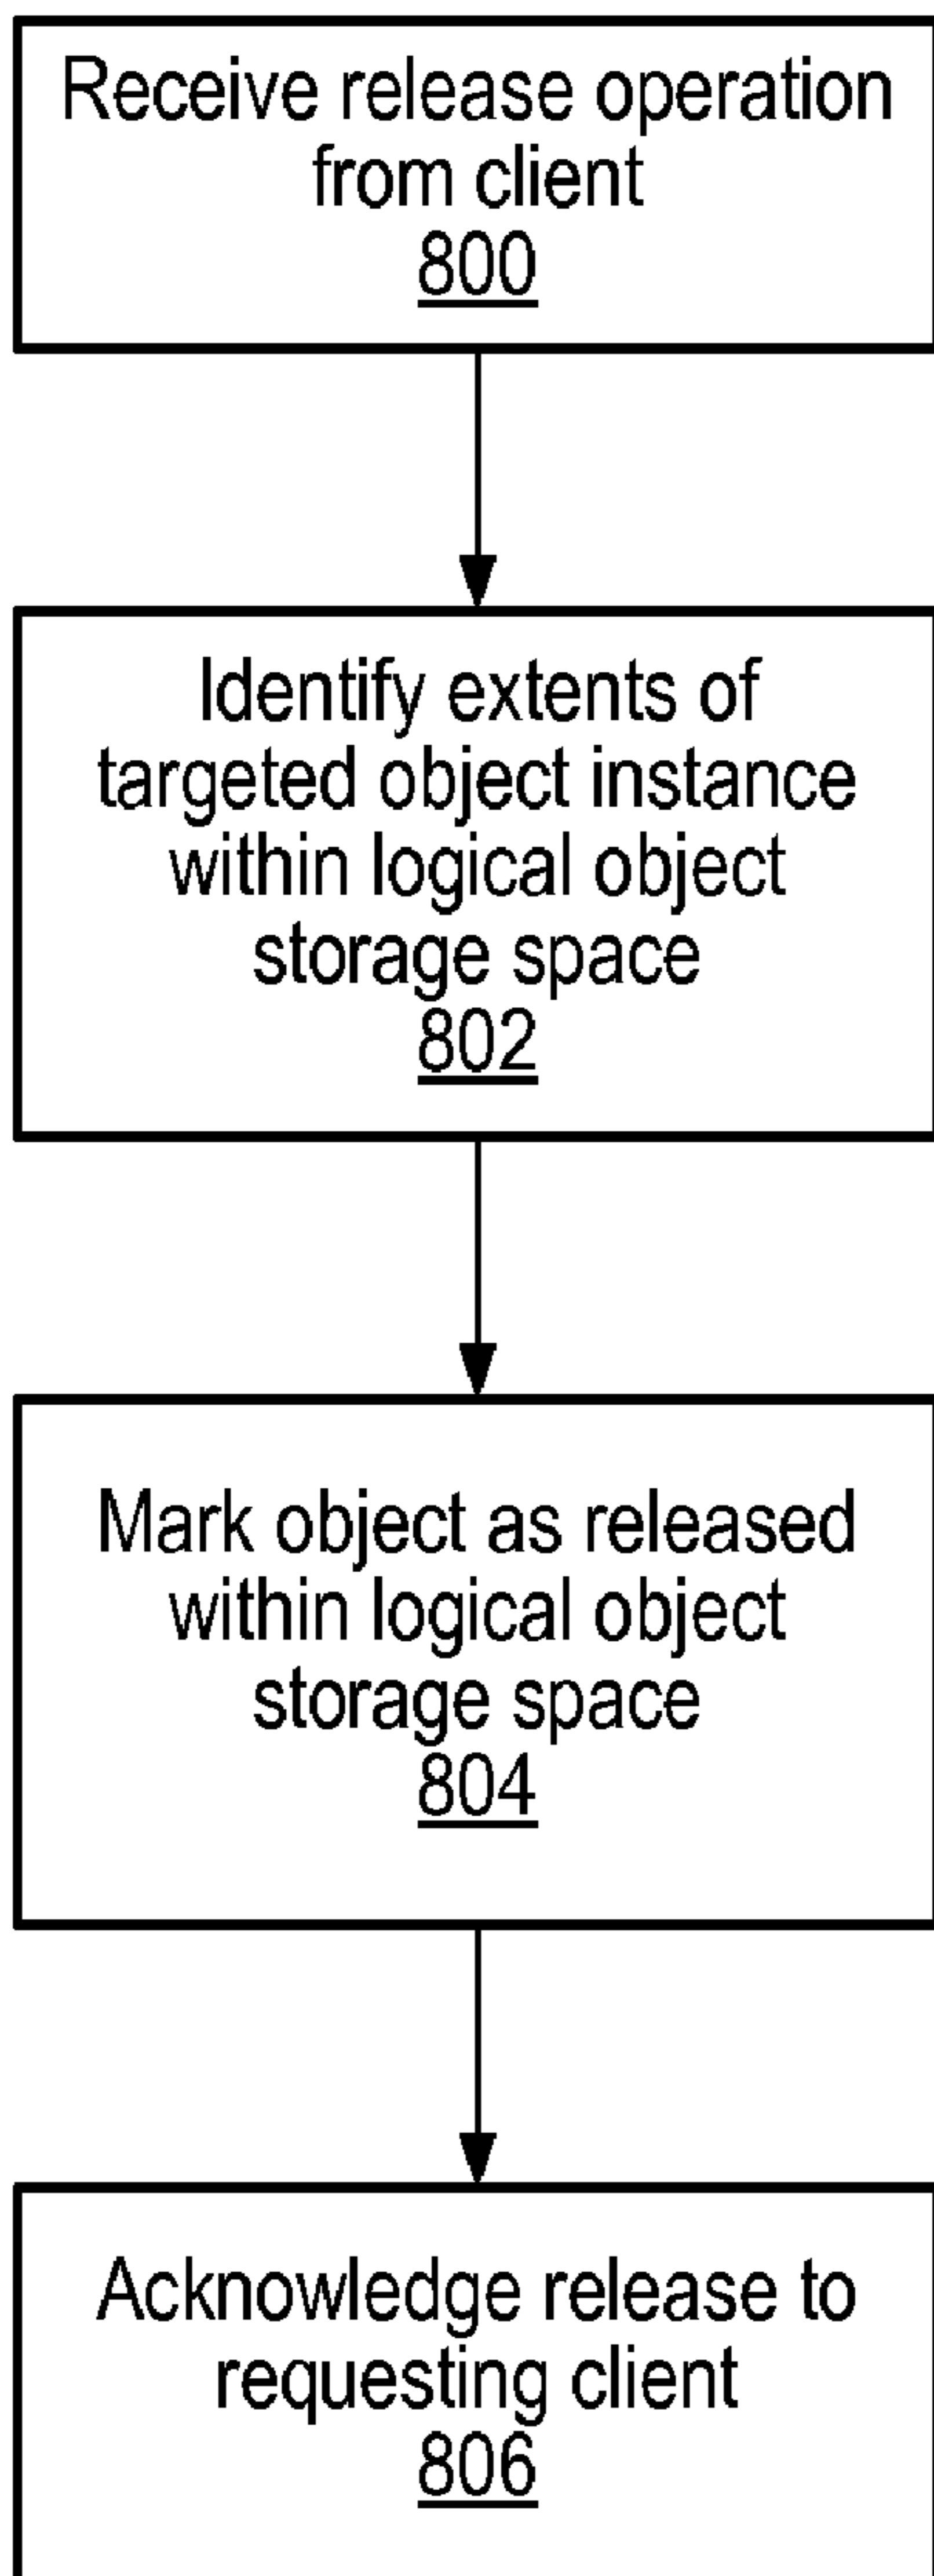 Receive release operation
from client
800
Identify extents of
targeted object instance
within logical object
storage space
802
Mark object as released
within logical object
storage space
804
Acknowledge release to
requesting client
806